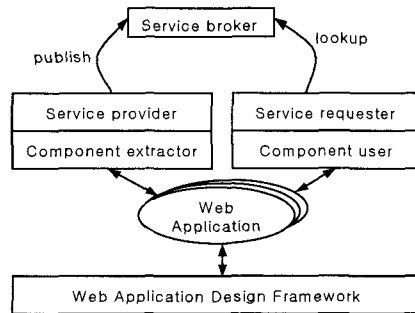 Service broker
publish
lookup
Service provider
Service requester
Component extractor
Component user
Web
Application
Web Application Design Framework